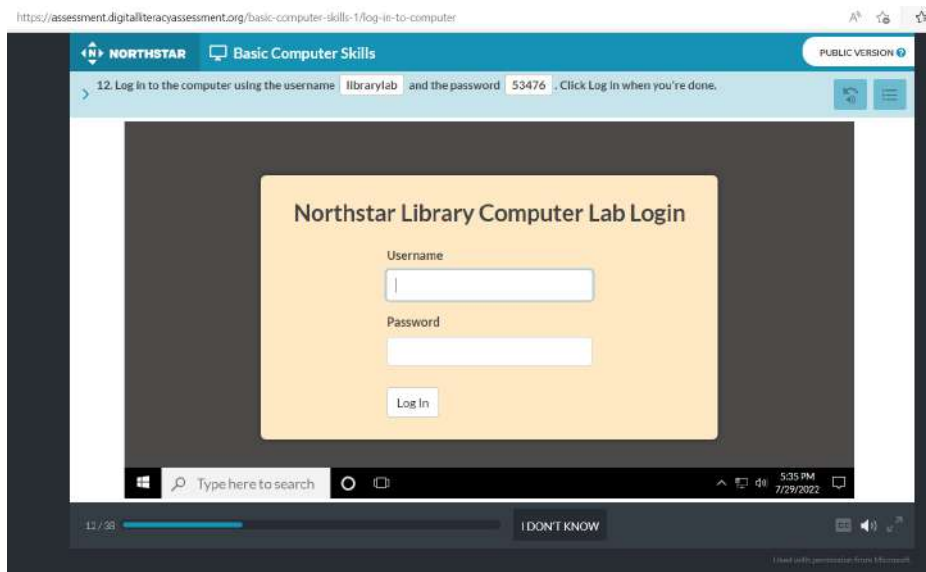 https://assessment.digitalliteracyassessment.org/basic-computer-skills-1/log-in-to-computer
NORTHSTAR Basic Computer Skills PUBLIC VERSION
12. Log in to the computer using the username librarylab and the password 53476 . Click Log In when you're done.
Northstar Library Computer Lab Login
Username
Password
Log In
Type here to search
5:35 PM
7/29/2022
12 / 38
I DON'T KNOW
CC
Used with permission from Microsoft.